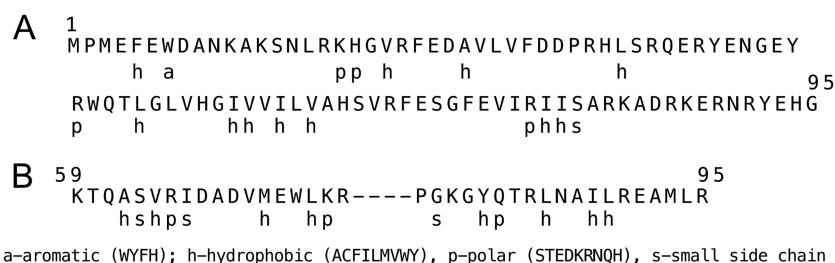 A
1
MPMEFEWDANKAKSNLRKHGVRFEDAVLVFDDPRHLSRQERYENGEY
h a pp h h h
95
RWQTLGLVHGIVVILVAHSVRFESGFEVIRIISARKADRKERNRYEHG
p h hh h h phhs
B
59 95
KTQASVRIDADVMEWLKR----PGKGYQTRLNAILREAMLR
hshps h hp s hp h hh
a-aromatic (WYFH); h-hydrophobic (ACFILMVWY), p-polar (STEDKRNQH), s-small side chain